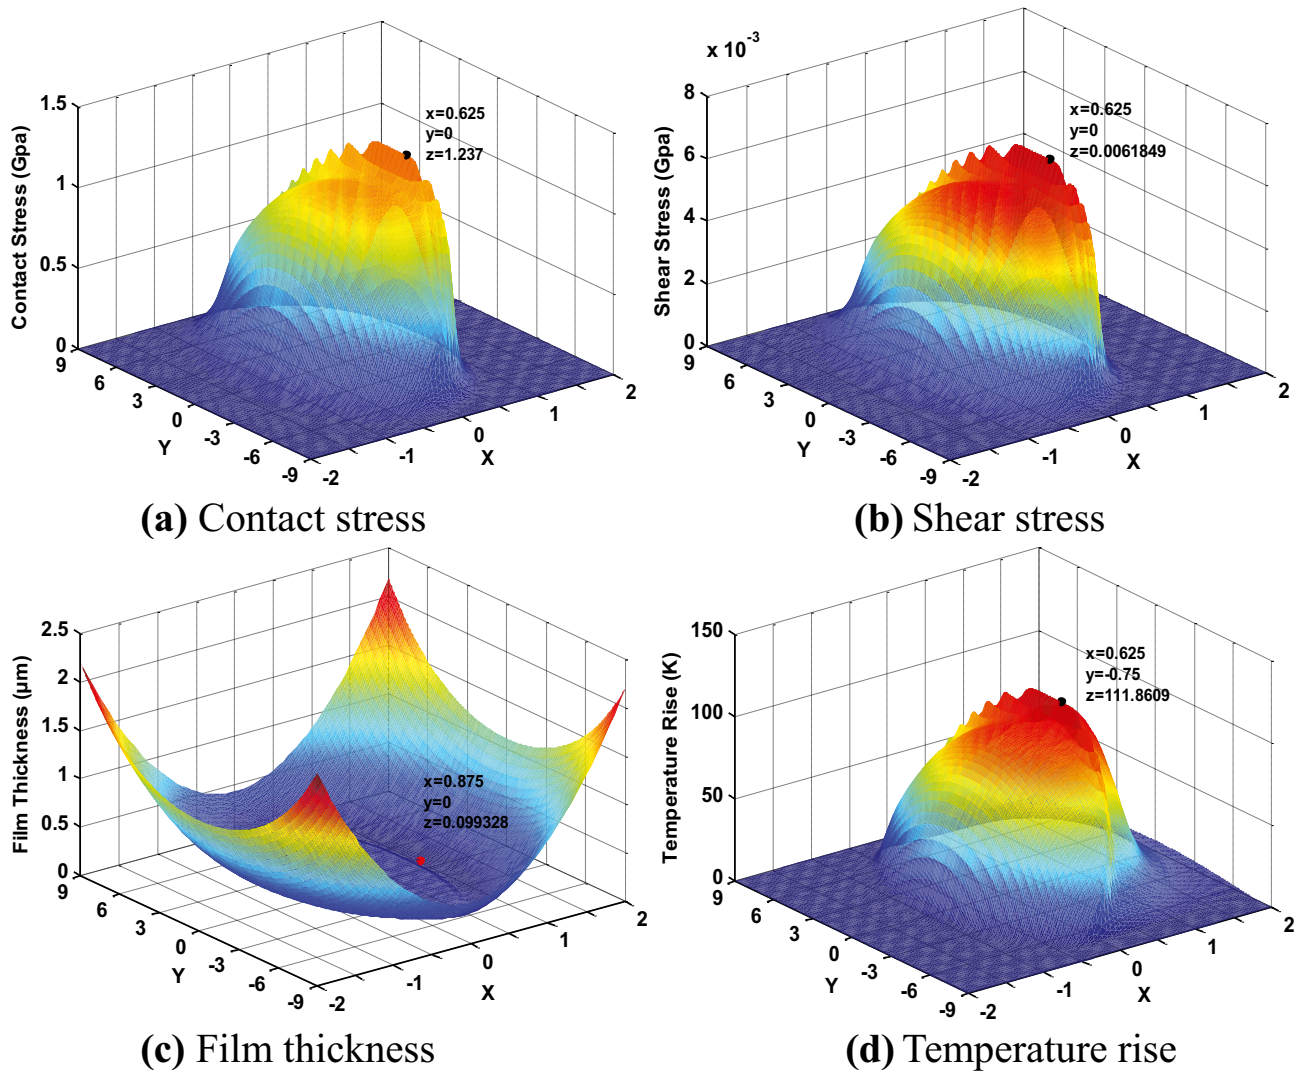 1.5
1
0.5
0
Contact Stress (Gpa)
x=0.625
y=0
z=1.237
9
6
3
0
-3
-6
-9
Y
-2
-1
0
1
2
X
(a) Contact stress
x 10^-3
8
6
4
2
0
Shear Stress (Gpa)
x=0.625
y=0
z=0.0061849
9
6
3
0
-3
-6
-9
Y
-2
-1
0
1
2
X
(b) Shear stress
2.5
2
1.5
1
0.5
0
Film Thickness (μm)
x=0.875
y=0
z=0.099328
9
6
3
0
-3
-6
-9
Y
-2
-1
0
1
2
X
(c) Film thickness
150
100
50
0
Temperature Rise (K)
x=0.625
y=-0.75
z=111.8609
9
6
3
0
-3
-6
-9
Y
-2
-1
0
1
2
X
(d) Temperature rise